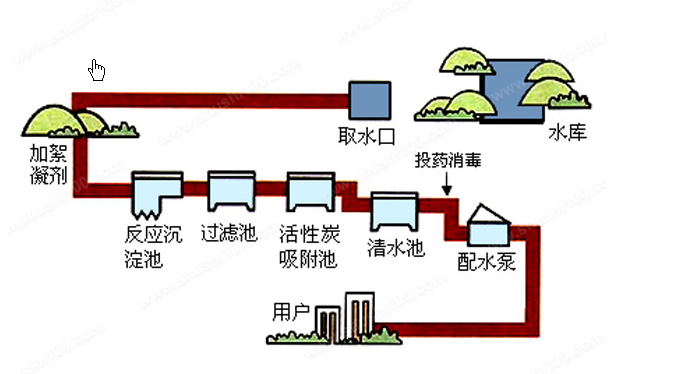 取水口
水库
加絮
凝剂
投药消毒
反应沉
淀池
过滤池
活性炭
吸附池
清水池
配水泵
用户